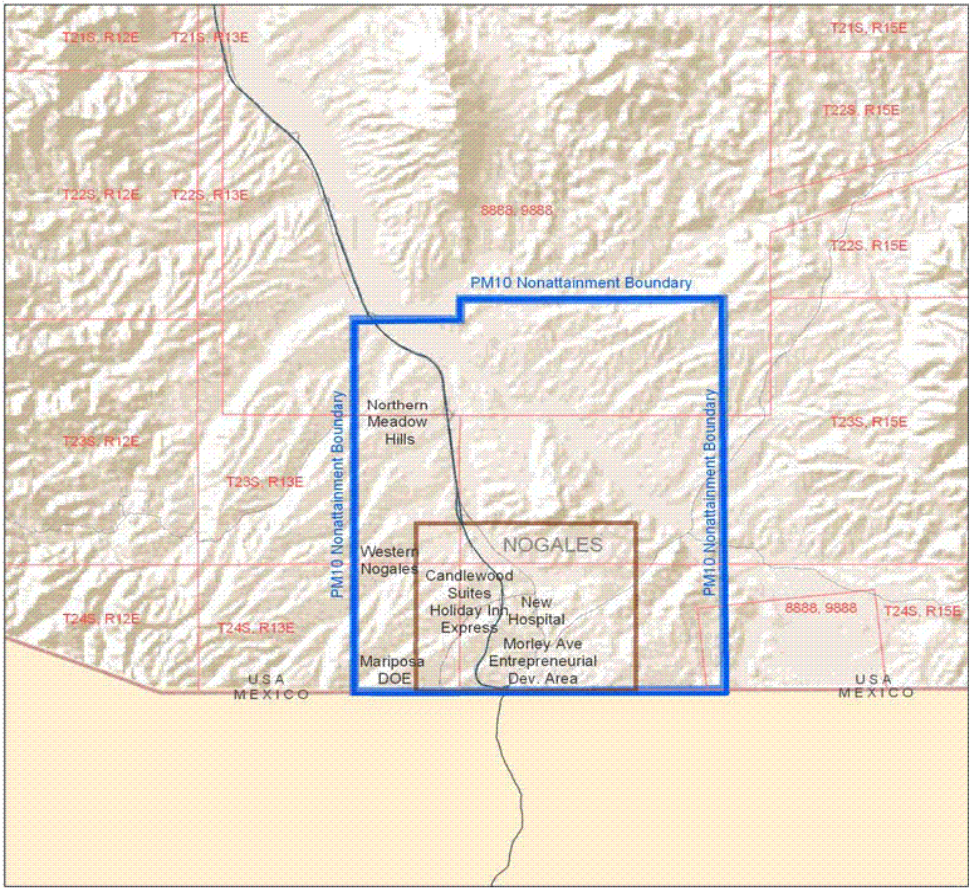 T21S, R12E
T21S, R13E
T21S, R15E
T22S, R15E
T22S, R12E
T22S, R13E
8888, 9888
T22S, R15E
PM10 Nonattainment Boundary
PM10 Nonattainment Boundary
PM10 Nonattainment Boundary
Northern
Meadow
Hills
T23S, R12E
T23S, R15E
T23S, R13E
NOGALES
Western
Nogales
Candlewood
Suites
Holiday Inn
Express
New
Hospital
8888, 9888
T24S, R15E
T24S, R12E
T24S, R13E
Morley Ave
Entrepreneurial
Dev. Area
Mariposa
DOE
USA
MEXICO
USA
MEXICO